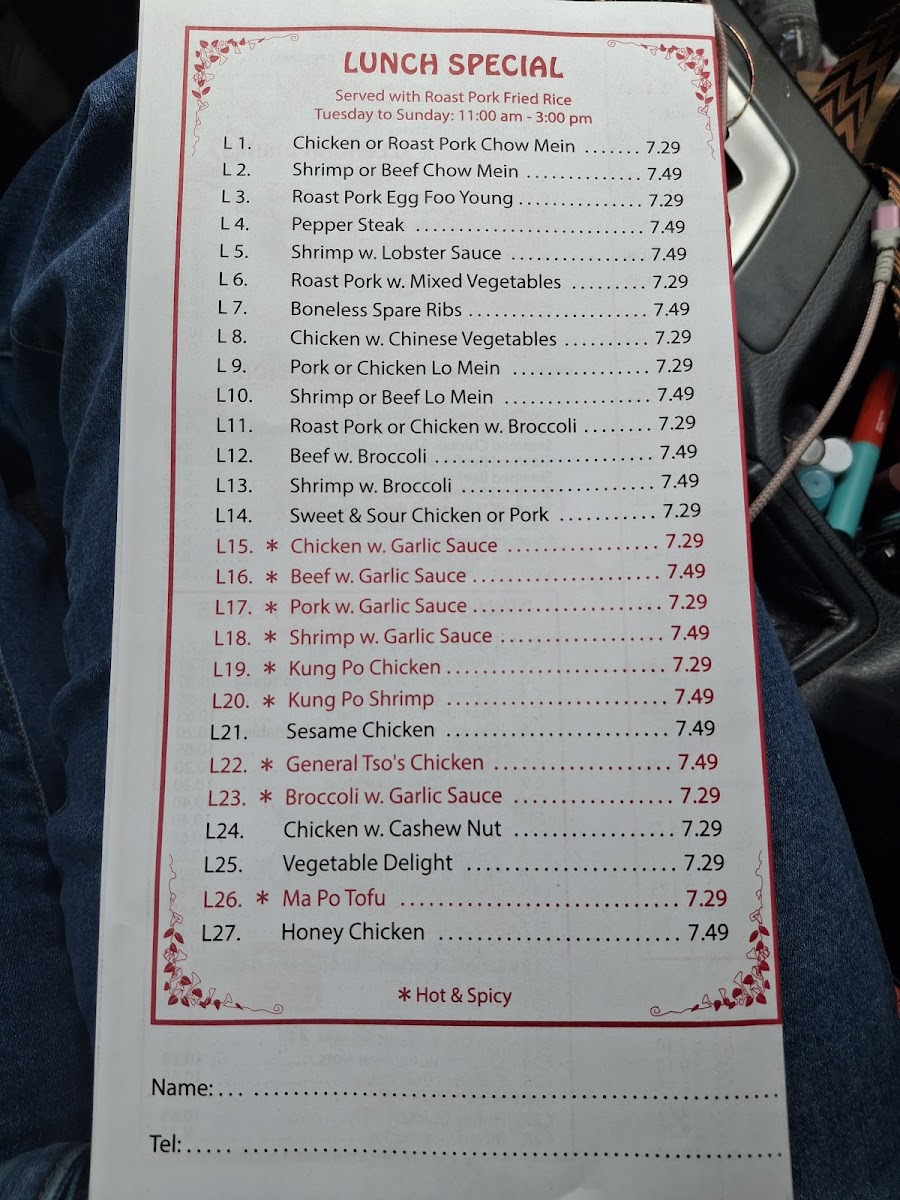 LUNCH SPECIAL
Served with Roast Pork Fried Rice
Tuesday to Sunday: 11:00 am - 3:00 pm
L 1. Chicken or Roast Pork Chow Mein ....... 7.29
L 2. Shrimp or Beef Chow Mein .............. 7.49
L 3. Roast Pork Egg Foo Young............... 7.29
L 4. Pepper Steak ........................ 7.49
L 5. Shrimp w. Lobster Sauce ................ 7.49
L 6. Roast Pork w. Mixed Vegetables ......... 7.29
L 7. Boneless Spare Ribs ........................ 7.49
L 8. Chicken w. Chinese Vegetables .......... 7.29
L 9. Pork or Chicken Lo Mein ................. 7.29
L10. Shrimp or Beef Lo Mein .................. 7.49
L11. Roast Pork or Chicken w. Broccoli ........ 7.29
L12. Beef w. Broccoli ............................ 7.49
L13. Shrimp w. Broccoli ........................ 7.49
L14. Sweet & Sour Chicken or Pork ........... 7.29
L15. * Chicken w. Garlic Sauce .................. 7.29
L16. * Beef w. Garlic Sauce....................... 7.49
L17. * Pork w. Garlic Sauce....................... 7.29
L18. * Shrimp w. Garlic Sauce .................... 7.49
L19. * Kung Po Chicken........................... 7.29
L20. * Kung Po Shrimp ........................... 7.49
L21. Sesame Chicken ........................... 7.49
L22. * General Tso's Chicken ..................... 7.49
L23. * Broccoli w. Garlic Sauce ................... 7.29
L24. Chicken w. Cashew Nut ................... 7.29
L25. Vegetable Delight ......................... 7.29
L26. * Ma Po Tofu ................................. 7.29
L27. Honey Chicken ............................ 7.49
* Hot & Spicy
Name:... ......................................................
Tel:..... .......................................................